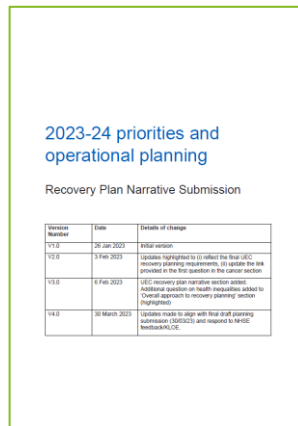 2023-24 priorities and
operational planning
Recovery Plan Narrative Submission
Version Number Date Details of change
V1.0 26 Jan 2023 Initial version
V2.0 3 Feb 2023 Updates highlighted to (i) reflect the final UEC
recovery planning requirements, (ii) update the link
provided in the first question in the cancer section
V3.0 6 Feb 2023 UEC recovery plan narrative section added.
Additional question on health inequalities added to
'Overall approach to recovery planning' section
(highlighted)
V4.0 30 March 2023 Updates made to align with final draft planning
submission (30/03/23) and respond to NHSE
feedback/KLOE.